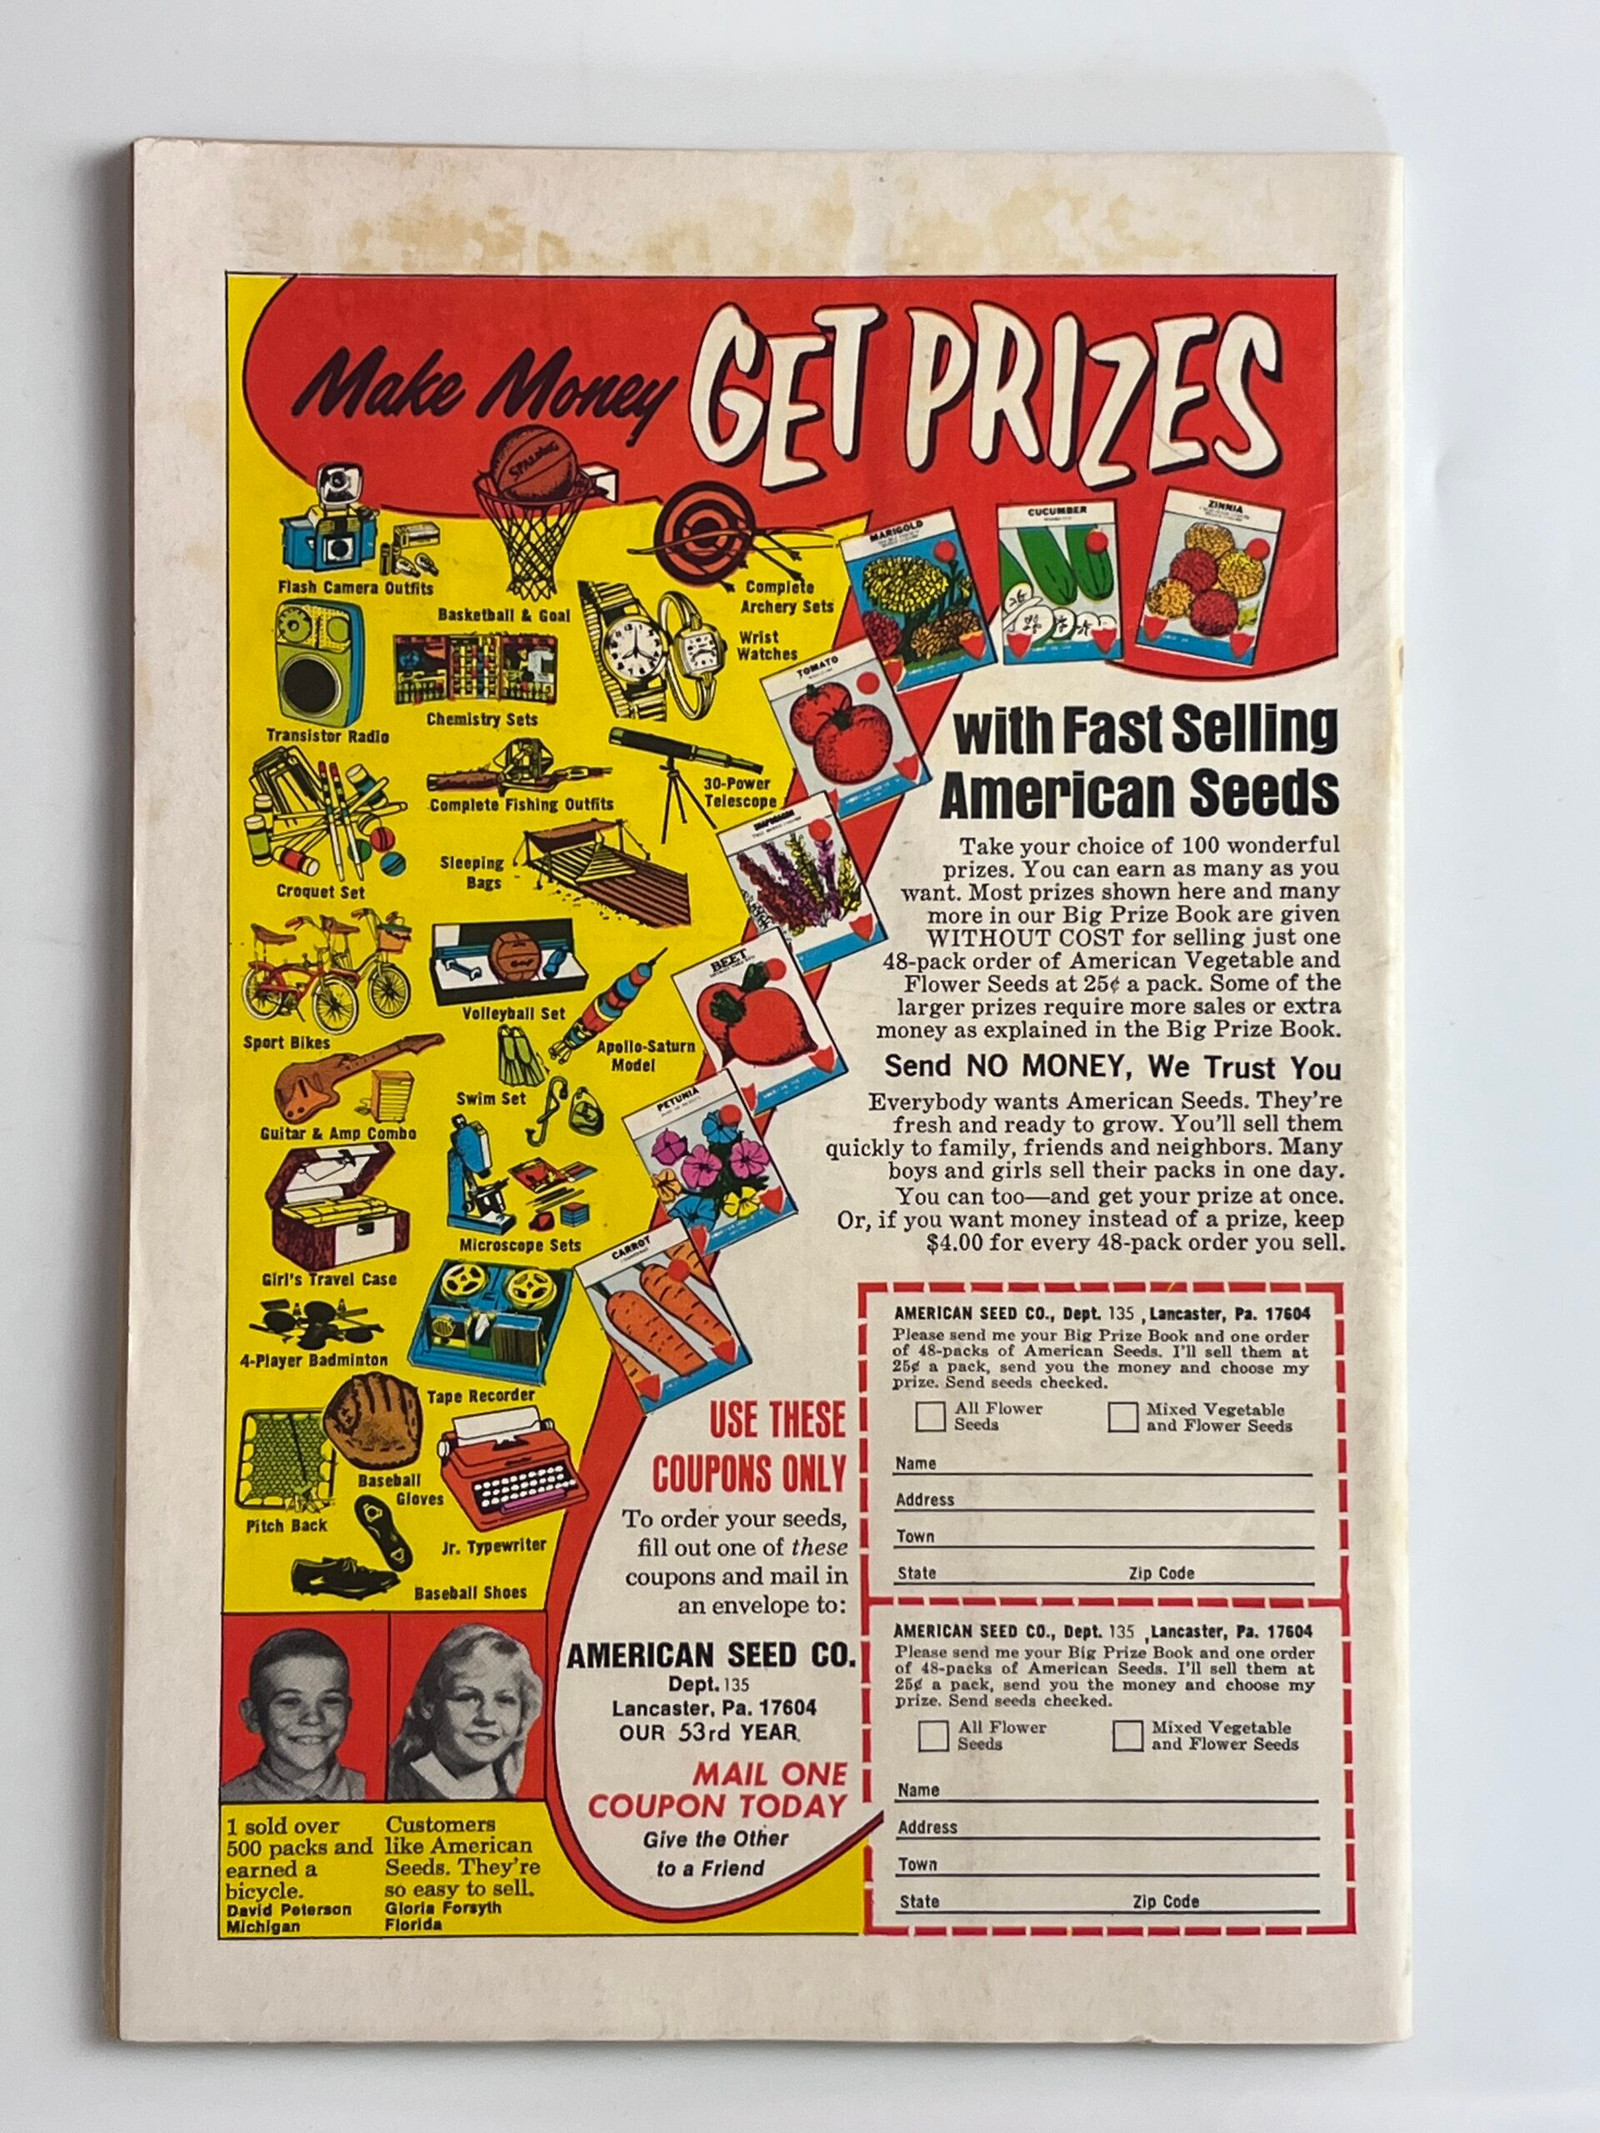 Make Money GET PRIZES
SPALDING
Flash Camera Outfits
Basketball & Goal
Complete
Archery Sets
Wrist
Watches
Transistor Radio
Chemistry Sets
Complete Fishing Outfits
30-Power
Telescope
Croquet Set
Sleeping
Bags
Sport Bikes
Volleyball Set
Apollo-Saturn
Model
Swim Set
Guitar & Amp Combo
Girl's Travel Case
Microscope Sets
4-Player Badminton
Tape Recorder
Baseball
Gloves
Pitch Back
Jr. Typewriter
Baseball Shoes
MARIGOLD
CUCUMBER
ZINNIA
TOMATO
SNAPDRAGON
BEET
PETUNIA
CARROT
with Fast Selling
American Seeds
Take your choice of 100 wonderful
prizes. You can earn as many as you
want. Most prizes shown here and many
more in our Big Prize Book are given
WITHOUT COST for selling just one
48-pack order of American Vegetable and
Flower Seeds at 25¢ a pack. Some of the
larger prizes require more sales or extra
money as explained in the Big Prize Book.
Send NO MONEY, We Trust You
Everybody wants American Seeds. They're
fresh and ready to grow. You'll sell them
quickly to family, friends and neighbors. Many
boys and girls sell their packs in one day.
You can too—and get your prize at once.
Or, if you want money instead of a prize, keep
$4.00 for every 48-pack order you sell.
USE THESE
COUPONS ONLY
To order your seeds,
fill out one of these
coupons and mail in
an envelope to:
AMERICAN SEED CO.
Dept. 135
Lancaster, Pa. 17604
OUR 53rd YEAR
MAIL ONE
COUPON TODAY
Give the Other
to a Friend
AMERICAN SEED CO., Dept. 135 , Lancaster, Pa. 17604
Please send me your Big Prize Book and one order
of 48-packs of American Seeds. I'll sell them at
25¢ a pack, send you the money and choose my
prize. Send seeds checked.
All Flower
Seeds
Mixed Vegetable
and Flower Seeds
Name
Address
Town
State Zip Code
AMERICAN SEED CO., Dept. 135 , Lancaster, Pa. 17604
Please send me your Big Prize Book and one order
of 48-packs of American Seeds. I'll sell them at
25¢ a pack, send you the money and choose my
prize. Send seeds checked.
All Flower
Seeds
Mixed Vegetable
and Flower Seeds
Name
Address
Town
State Zip Code
I sold over
500 packs and
earned a
bicycle.
David Peterson
Michigan
Customers
like American
Seeds. They're
so easy to sell.
Gloria Forsyth
Florida